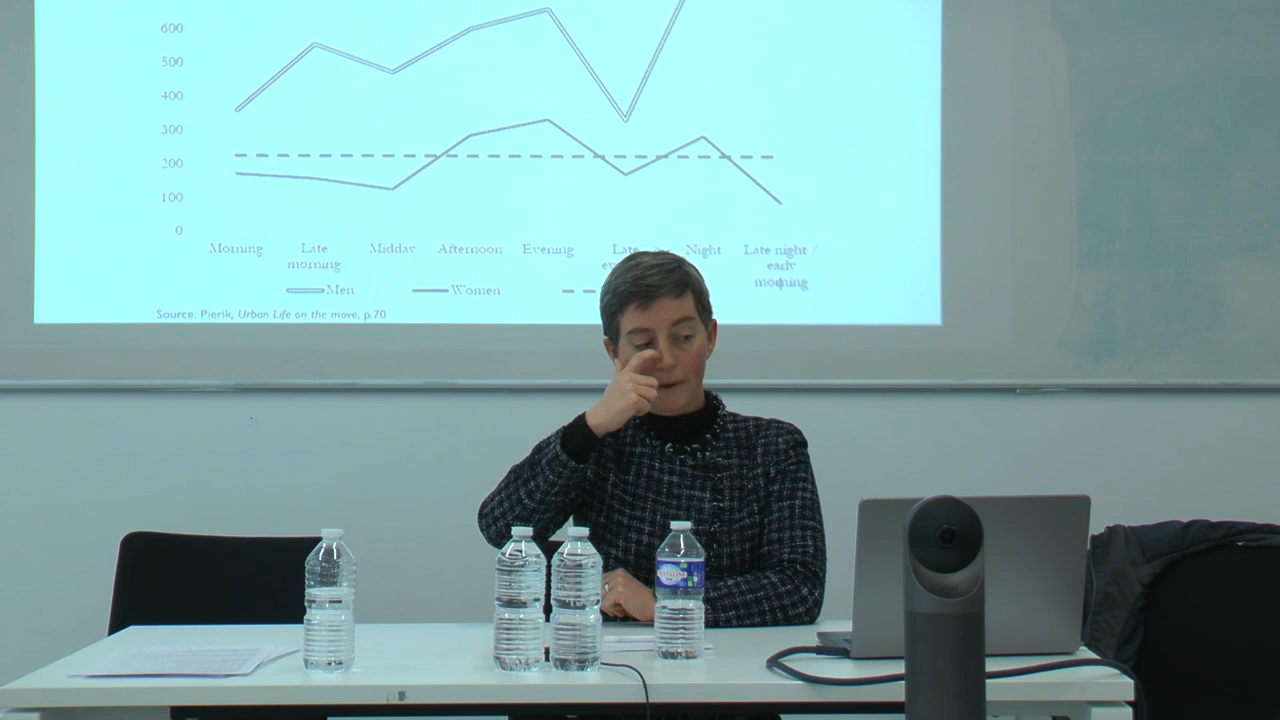 600
500
400
300
200
100
0
Morning Late morning Midday Afternoon Evening Night Late night / early morning
Men Women
Source: Pierik, Urban Life on the move, p.70
CRISTALINE